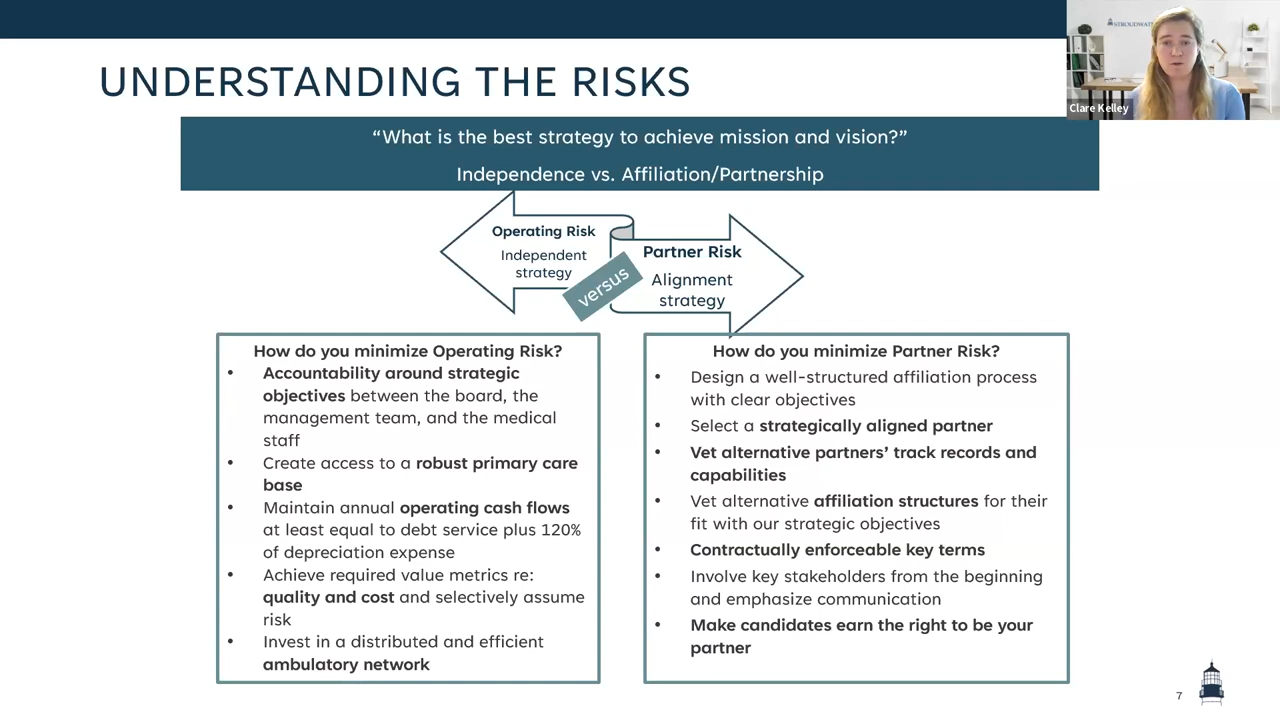 STROUDWAT
Clare Kelley
UNDERSTANDING THE RISKS
“What is the best strategy to achieve mission and vision?”
Independence vs. Affiliation/Partnership
Operating Risk
Independent
strategy
versus
Partner Risk
Alignment
strategy
How do you minimize Operating Risk?
• Accountability around strategic
objectives between the board, the
management team, and the medical
staff
• Create access to a robust primary care
base
• Maintain annual operating cash flows
at least equal to debt service plus 120%
of depreciation expense
• Achieve required value metrics re:
quality and cost and selectively assume
risk
• Invest in a distributed and efficient
ambulatory network
How do you minimize Partner Risk?
• Design a well-structured affiliation process
with clear objectives
• Select a strategically aligned partner
• Vet alternative partners’ track records and
capabilities
• Vet alternative affiliation structures for their
fit with our strategic objectives
• Contractually enforceable key terms
• Involve key stakeholders from the beginning
and emphasize communication
• Make candidates earn the right to be your
partner
7